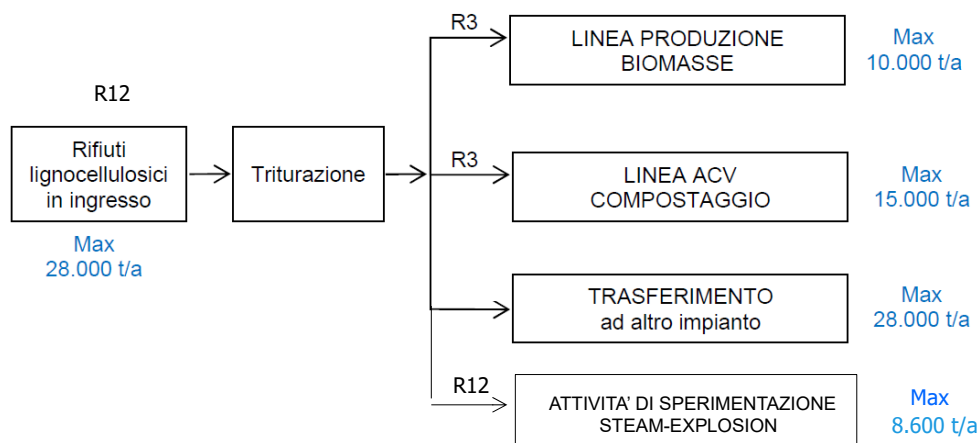 R3
LINEA PRODUZIONE
BIOMASSE
Max
10.000 t/a
R12
Rifiuti
lignocellulosici
in ingresso
Max
28.000 t/a
Triturazione
R3
LINEA ACV
COMPOSTAGGIO
Max
15.000 t/a
TRASFERIMENTO
ad altro impianto
Max
28.000 t/a
R12
ATTIVITA' DI SPERIMENTAZIONE
STEAM-EXPLOSION
Max
8.600 t/a